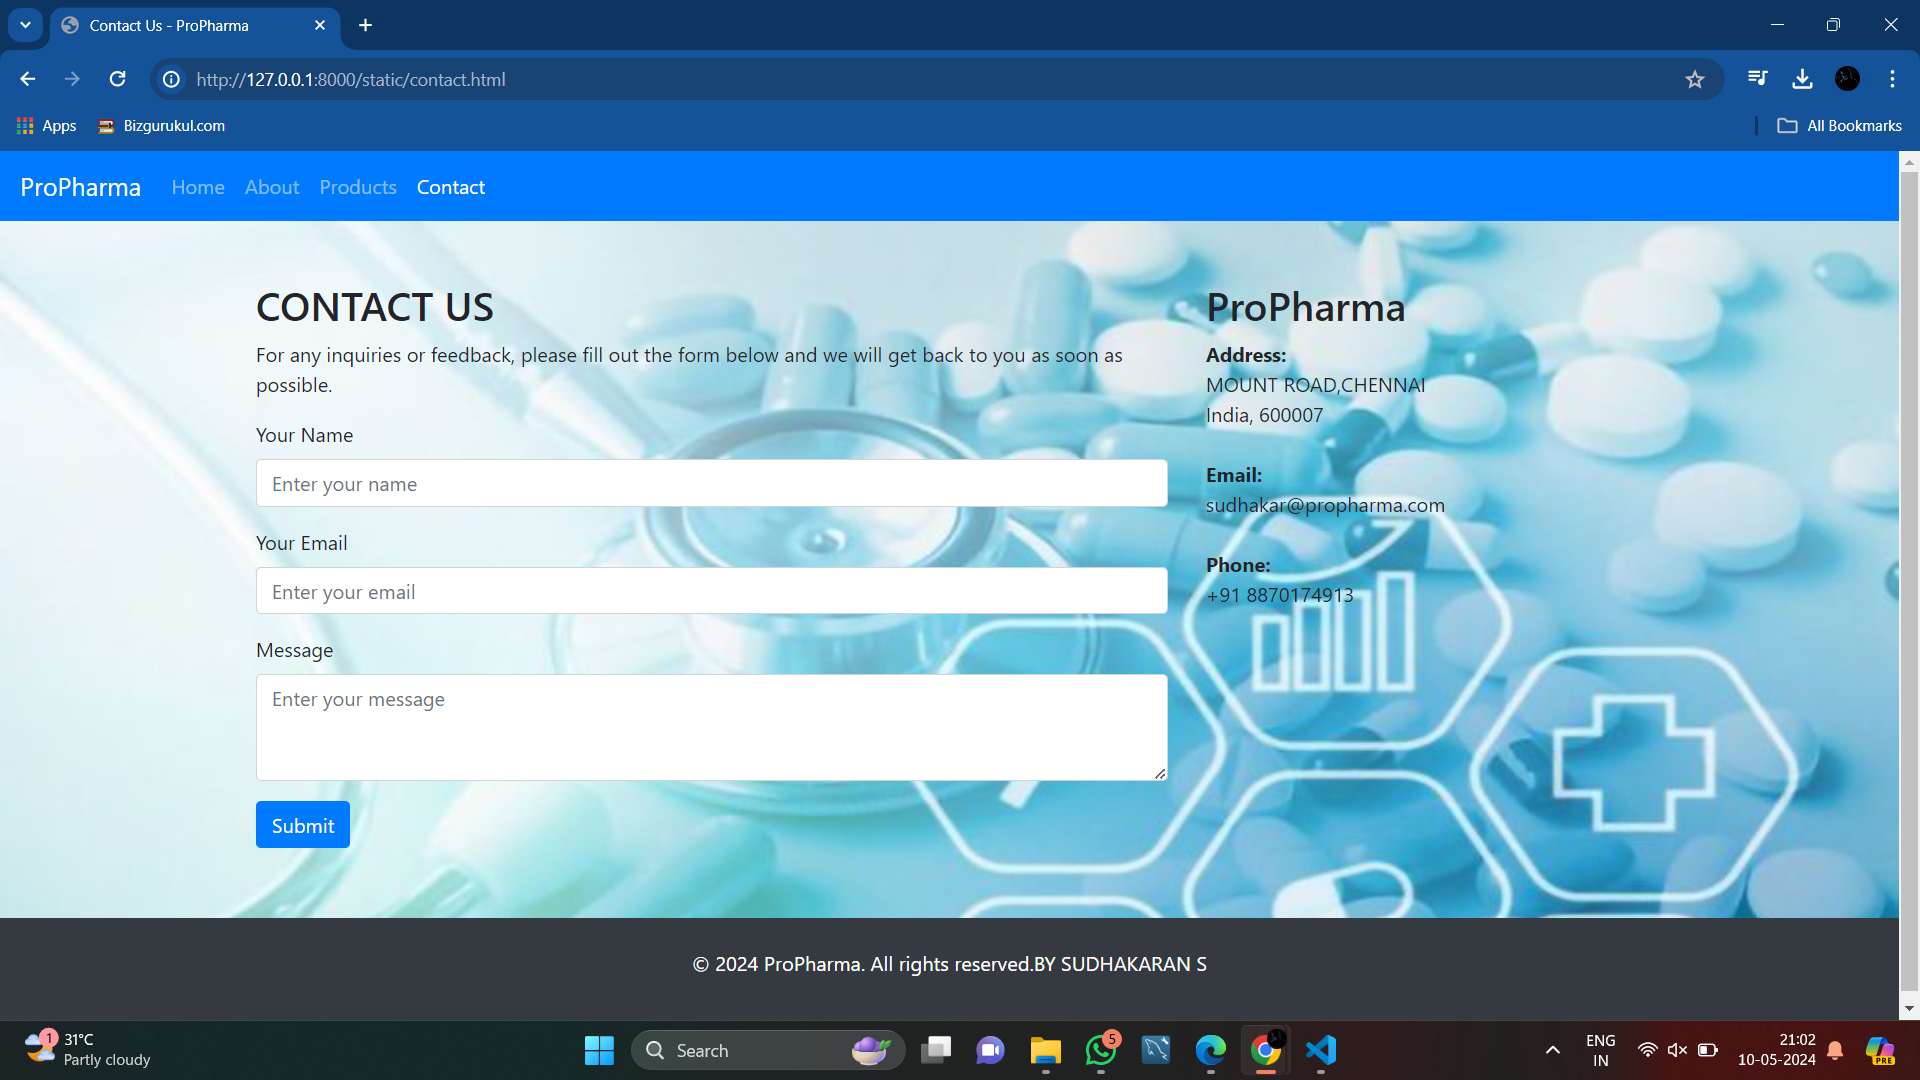 Contact Us - ProPharma
http://127.0.0.1:8000/static/contact.html
Apps
Bizgurukul.com
All Bookmarks
ProPharma
Home
About
Products
Contact
CONTACT US
For any inquiries or feedback, please fill out the form below and we will get back to you as soon as
possible.
Your Name
Enter your name
Your Email
Enter your email
Message
Enter your message
Submit
ProPharma
Address:
MOUNT ROAD,CHENNAI
India, 600007
Email:
sudhakar@propharma.com
Phone:
+91 8870174913
© 2024 ProPharma. All rights reserved.BY SUDHAKARAN S
1
31°C
Partly cloudy
Search
5
ENG
IN
21:02
10-05-2024
PRE